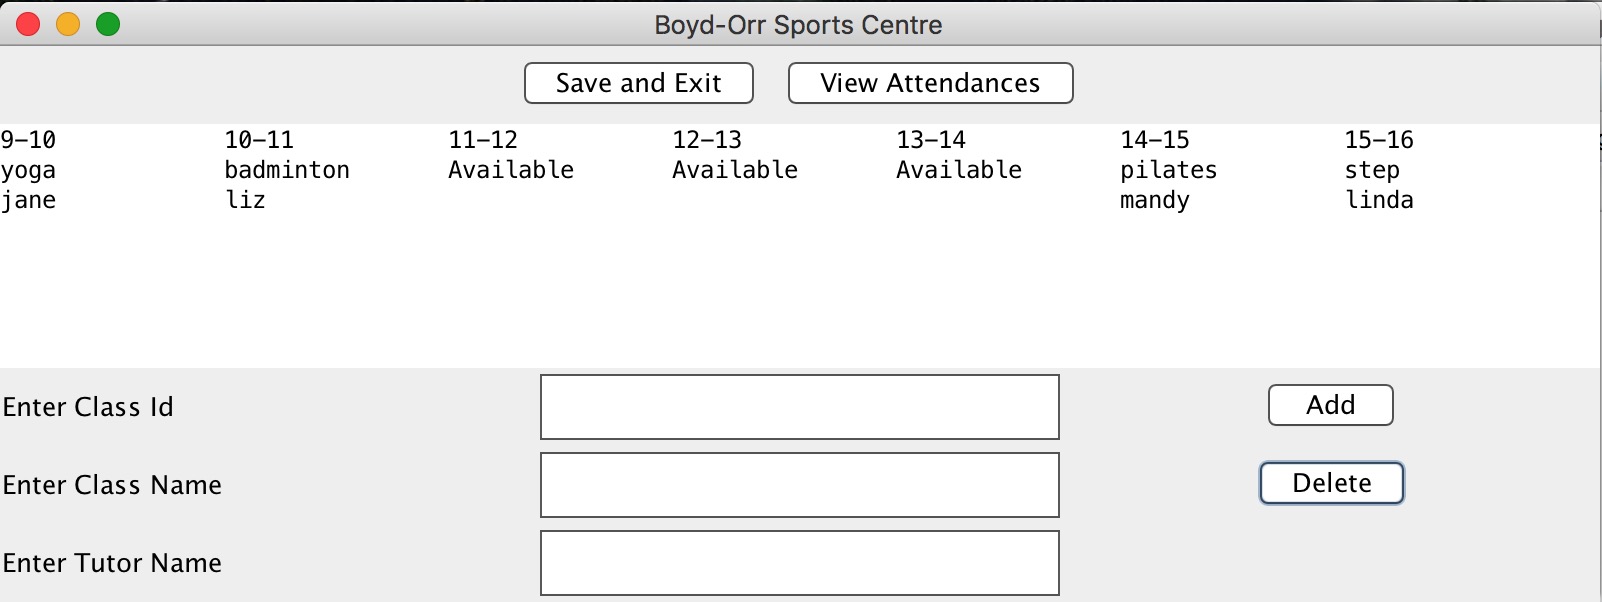 Boyd-Orr Sports Centre
Save and Exit View Attendances
9-10 10-11 11-12 12-13 13-14 14-15 15-16
yoga badminton Available Available Available pilates step
jane liz mandy linda
Enter Class Id Add
Enter Class Name Delete
Enter Tutor Name